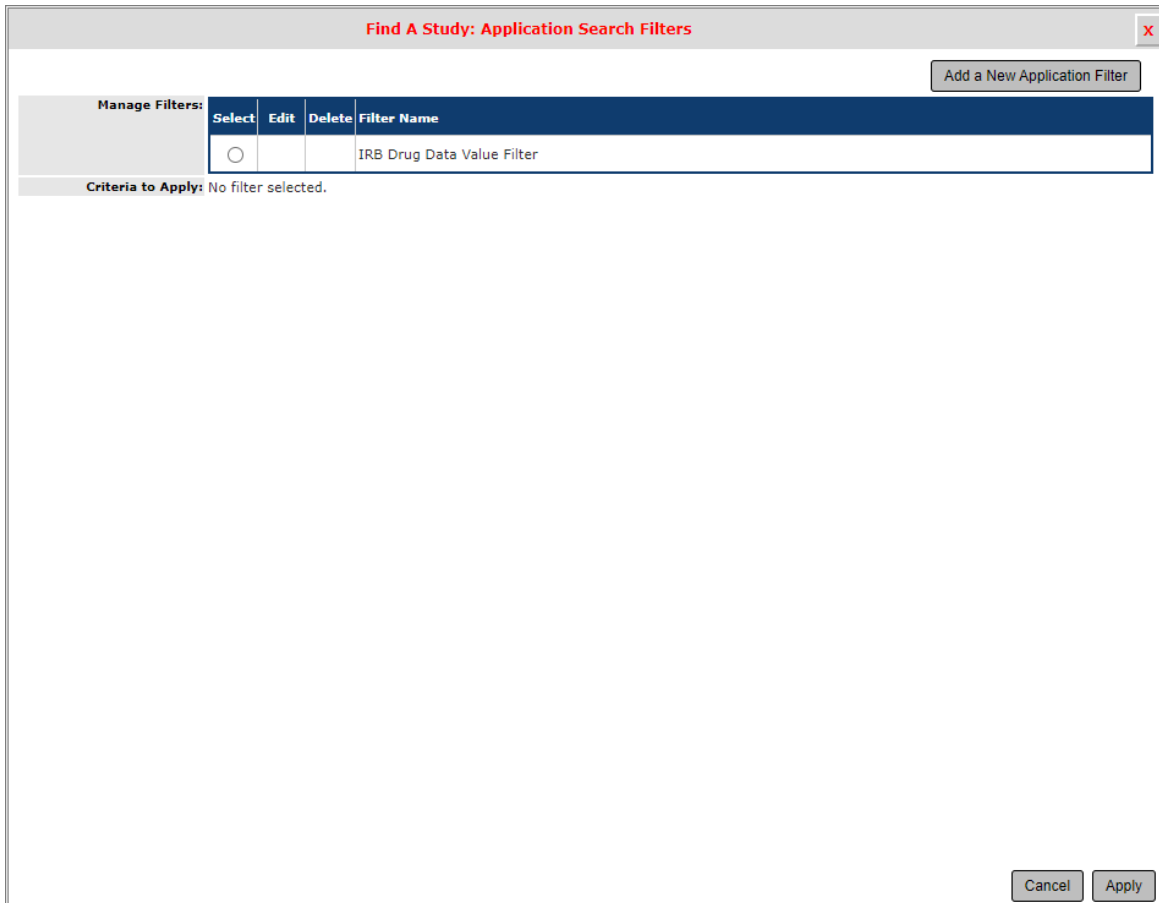 Find A Study: Application Search Filters
X
Add a New Application Filter
Manage Filters:
Select Edit Delete Filter Name
IRB Drug Data Value Filter
Criteria to Apply: No filter selected.
Cancel Apply